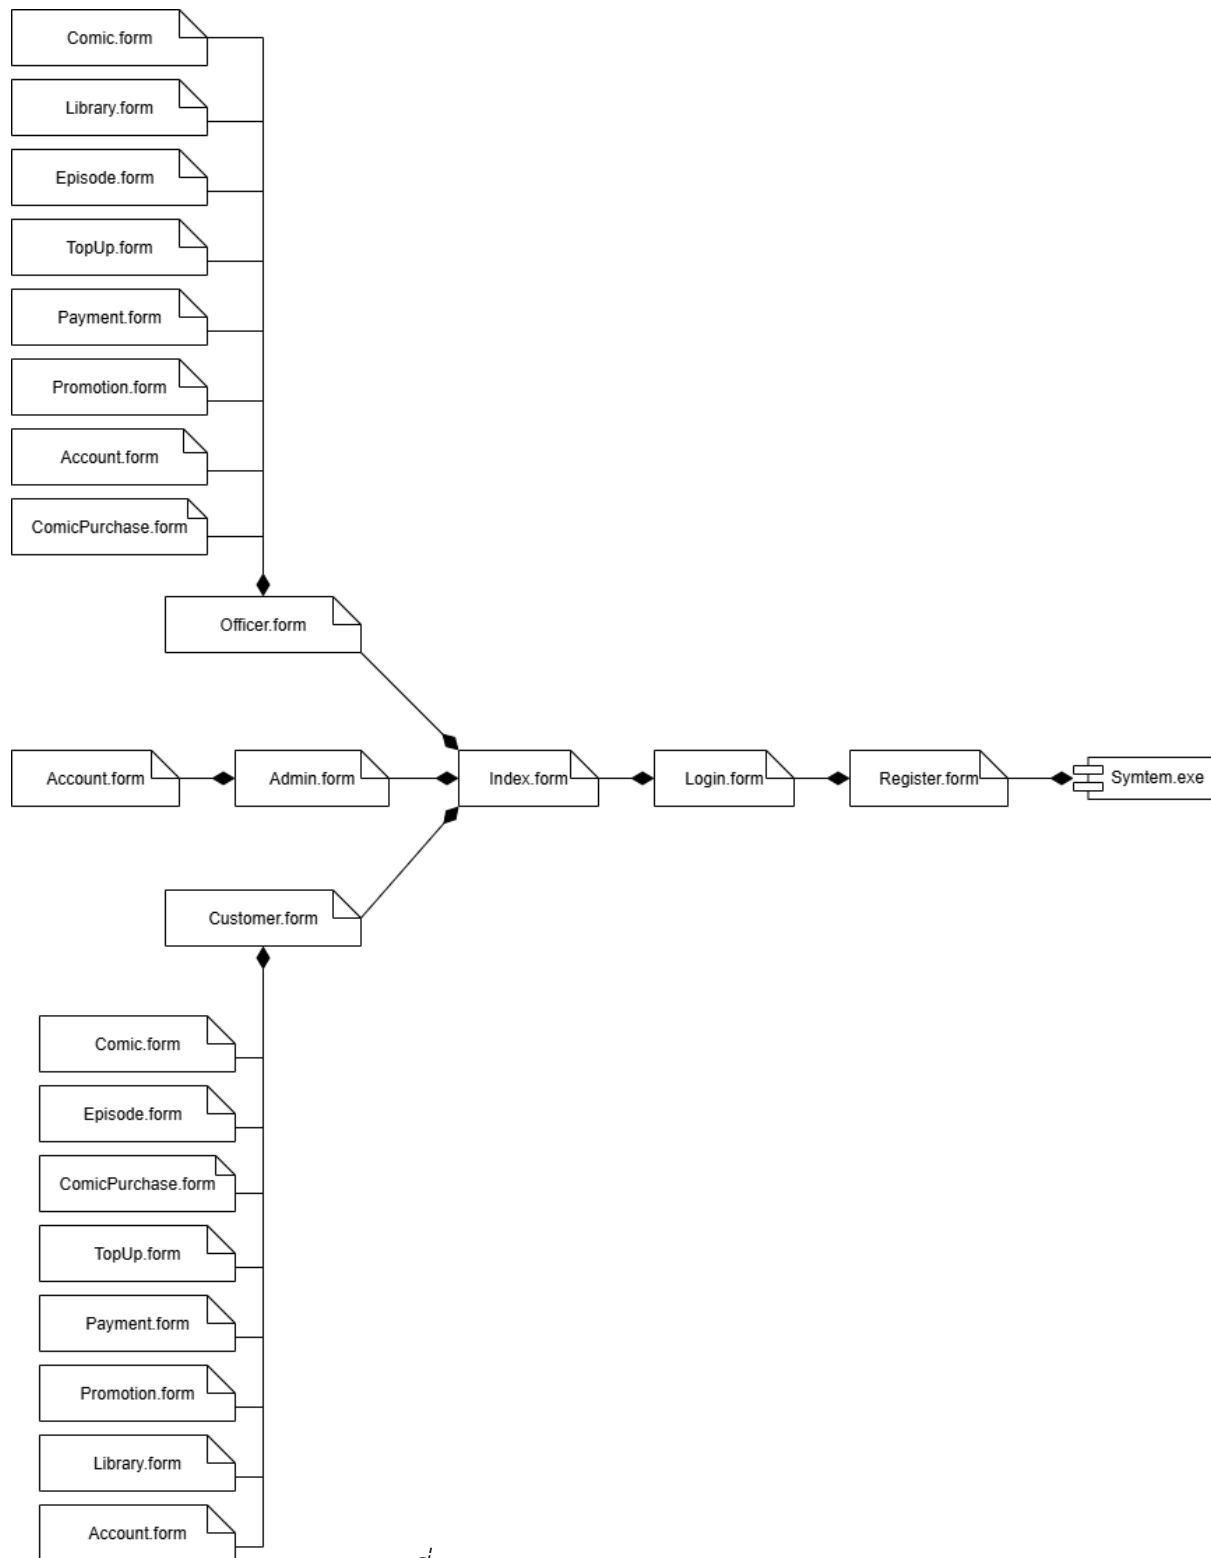 Comic.form
Library.form
Episode.form
TopUp.form
Payment.form
Promotion.form
Account.form
ComicPurchase.form
Officer.form
Account.form
Admin.form
Index.form
Login.form
Register.form
Symtem.exe
Customer.form
Comic.form
Episode.form
ComicPurchase.form
TopUp.form
Payment.form
Promotion.form
Library.form
Account.form